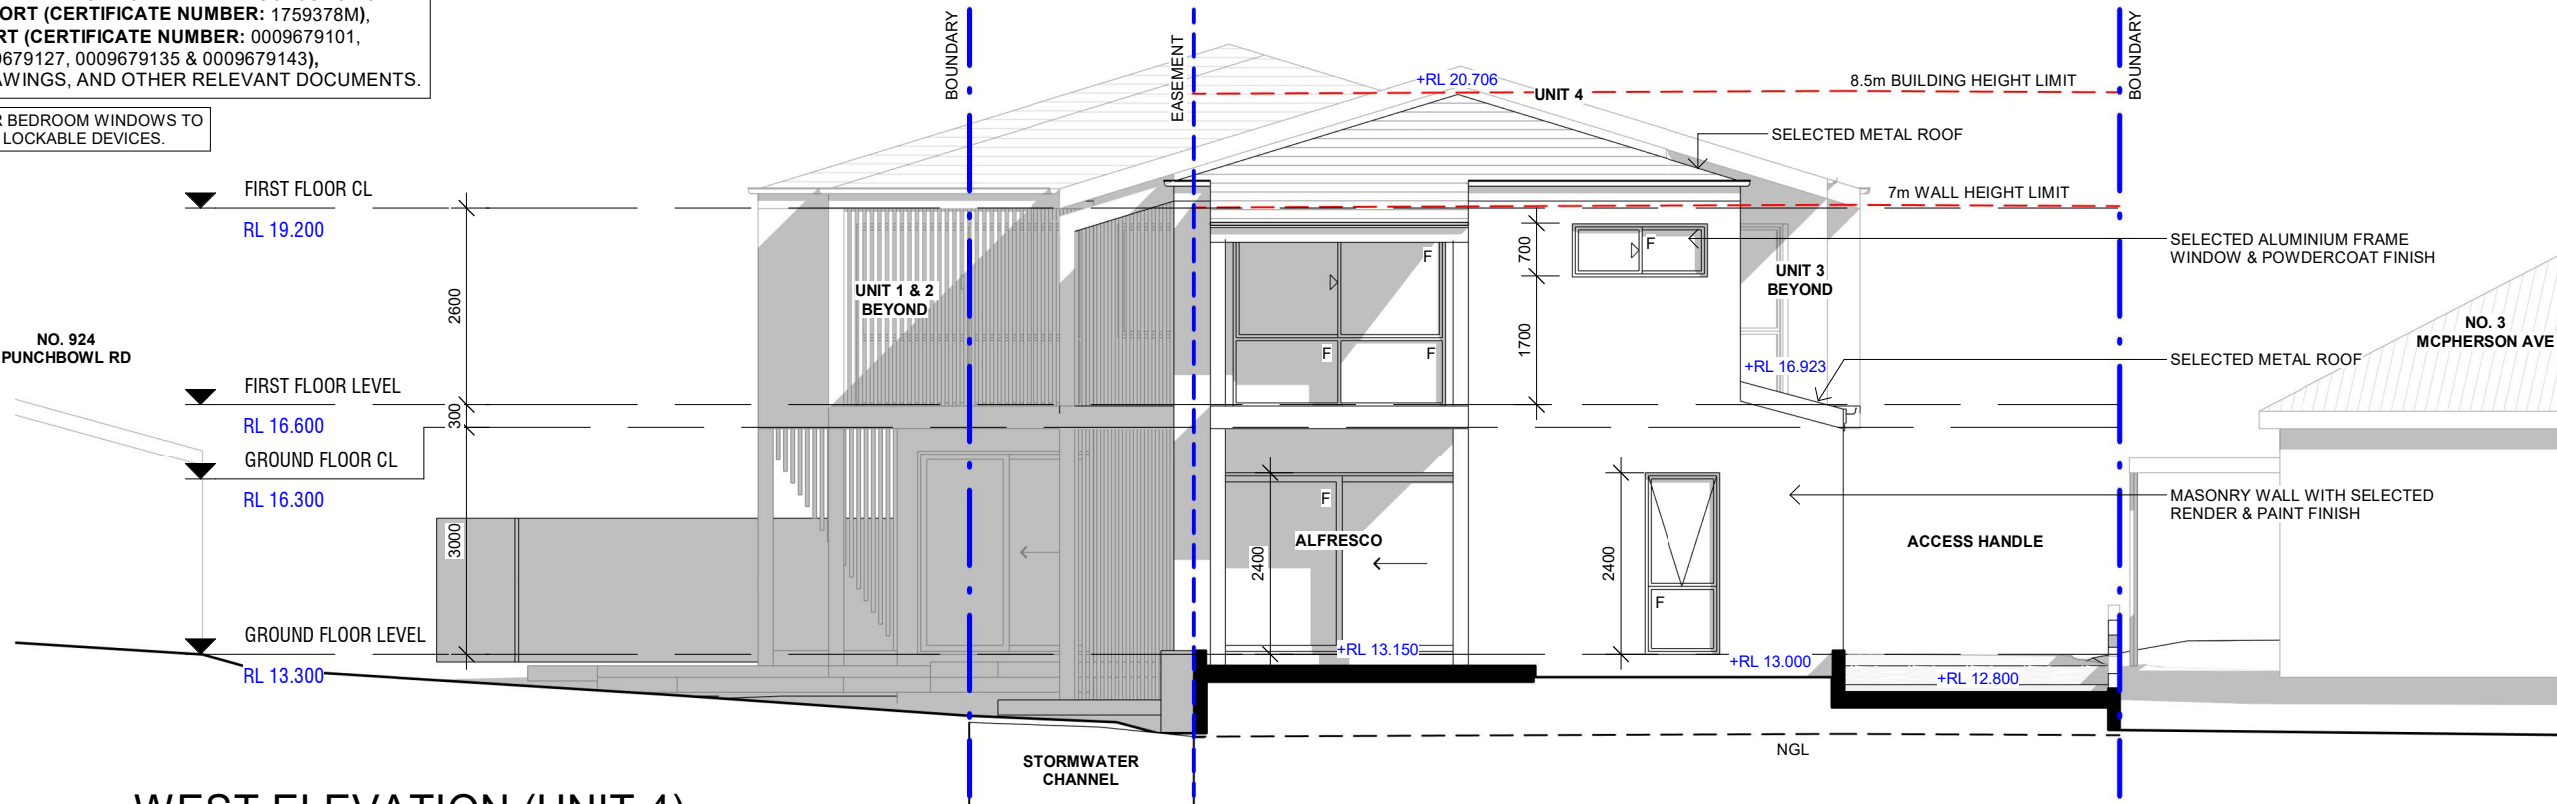 ORT (CERTIFICATE NUMBER: 1759378M),
RT (CERTIFICATE NUMBER: 0009679101,
9679127, 0009679135 & 0009679143),
AWINGS, AND OTHER RELEVANT DOCUMENTS.
R BEDROOM WINDOWS TO
LOCKABLE DEVICES.
BOUNDARY
EASEMENT
BOUNDARY
+RL 20.706
UNIT 4
8.5m BUILDING HEIGHT LIMIT
SELECTED METAL ROOF
FIRST FLOOR CL
RL 19.200
7m WALL HEIGHT LIMIT
700
F
F
SELECTED ALUMINIUM FRAME
WINDOW & POWDERCOAT FINISH
UNIT 1 & 2
BEYOND
UNIT 3
BEYOND
2600
1700
NO. 924
PUNCHBOWL RD
NO. 3
MCPHERSON AVE
F
F
+RL 16.923
SELECTED METAL ROOF
FIRST FLOOR LEVEL
RL 16.600
300
GROUND FLOOR CL
RL 16.300
F
MASONRY WALL WITH SELECTED
RENDER & PAINT FINISH
3000
ALFRESCO
ACCESS HANDLE
2400
2400
F
GROUND FLOOR LEVEL
RL 13.300
+RL 13.150
+RL 13.000
+RL 12.800
NGL
STORMWATER
CHANNEL
WEST ELEVATION (UNIT 4)